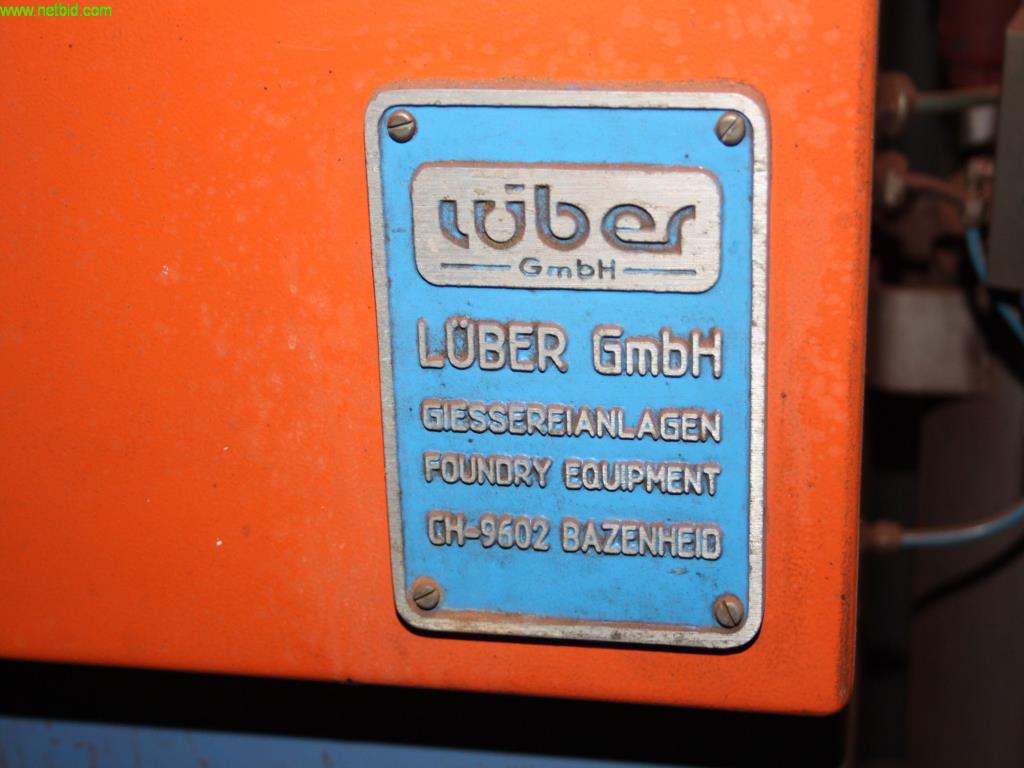 www.netbid.com
lüber
GmbH
LÜBER GmbH
GIESSEREIANLAGEN
FOUNDRY EQUIPMENT
CH-9602 BAZENHEID